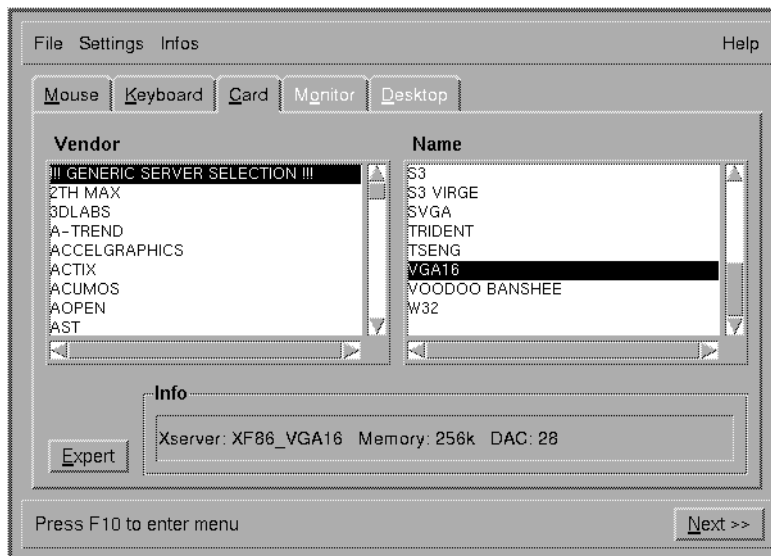 File Settings Infos Help
Mouse Keyboard Card Monitor Desktop
Vendor
!!! GENERIC SERVER SELECTION !!!
2TH MAX
3DLABS
A-TREND
ACCELGRAPHICS
ACTIX
ACUMOS
AOPEN
AST
Name
S3
S3 VIRGE
SVGA
TRIDENT
TSENG
VGA16
VOODOO BANSHEE
W32
Info
Xserver: XF86_VGA16 Memory: 256k DAC: 28
Expert
Press F10 to enter menu
Next >>